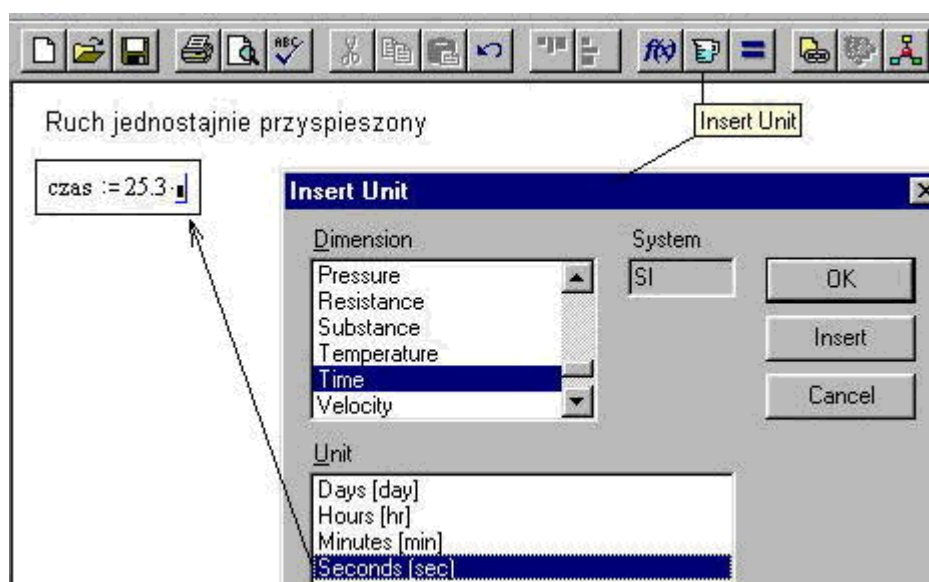 ABC
f(x)
Insert Unit
Ruch jednostajnie przyspieszony
czas := 25.3·
Insert Unit
Dimension
System
Pressure
Resistance
Substance
Temperature
Time
Velocity
SI
OK
Insert
Cancel
Unit
Days [day]
Hours [hr]
Minutes [min]
Seconds [sec]